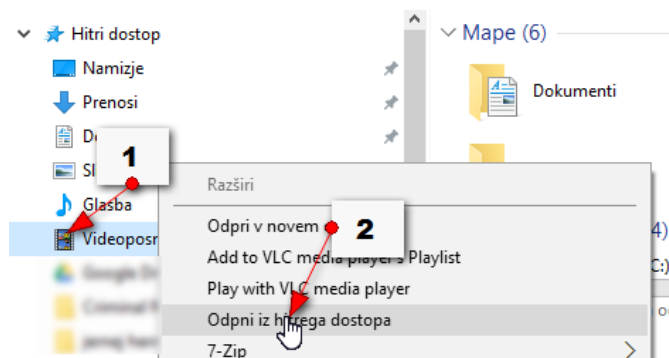 Hitri dostop
Namizje
Prenosi
Glasba
Videoposn
Mape (6)
Dokumenti
1
2
Razširi
Odpri v novem
Add to VLC media player's Playlist
Play with VLC media player
Odpni iz hitrega dostopa
7-Zip
4)
C:)